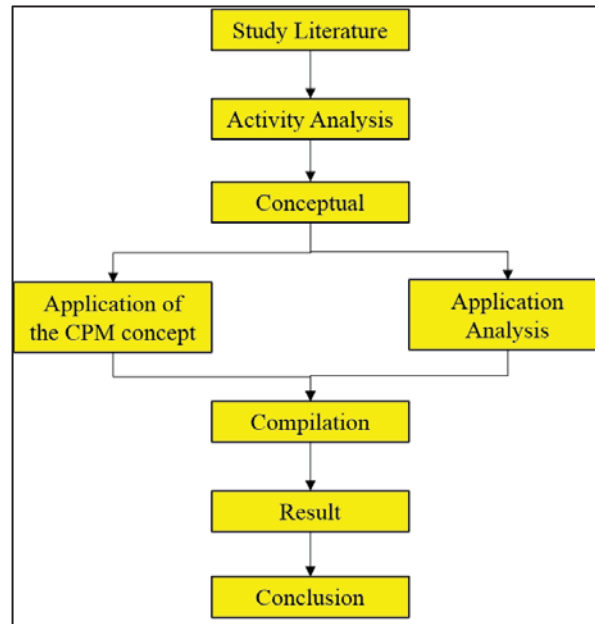 Study Literature
Activity Analysis
Conceptual
Application of
the CPM concept
Application
Analysis
Compilation
Result
Conclusion